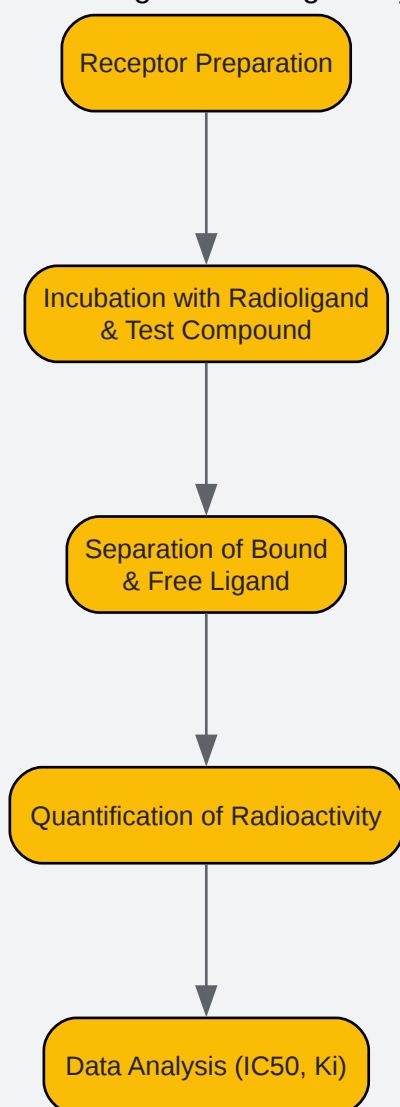 Receptor Preparation
Incubation with Radioligand
& Test Compound
Separation of Bound
& Free Ligand
Quantification of Radioactivity
Data Analysis (IC50, Ki)